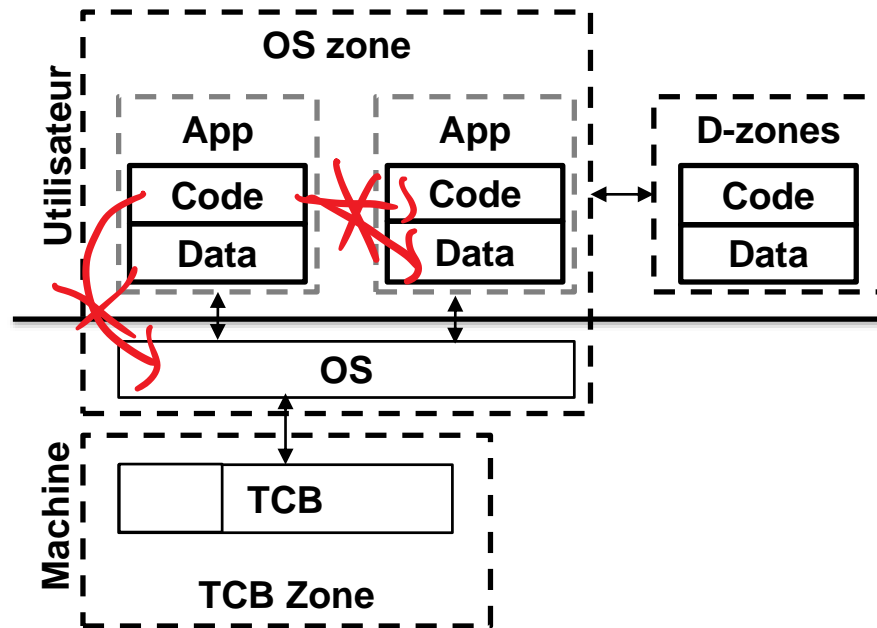 OS zone
Utilisateur
App
App
D-zones
Code
Code
Code
Data
Data
Data
OS
Machine
TCB
TCB Zone